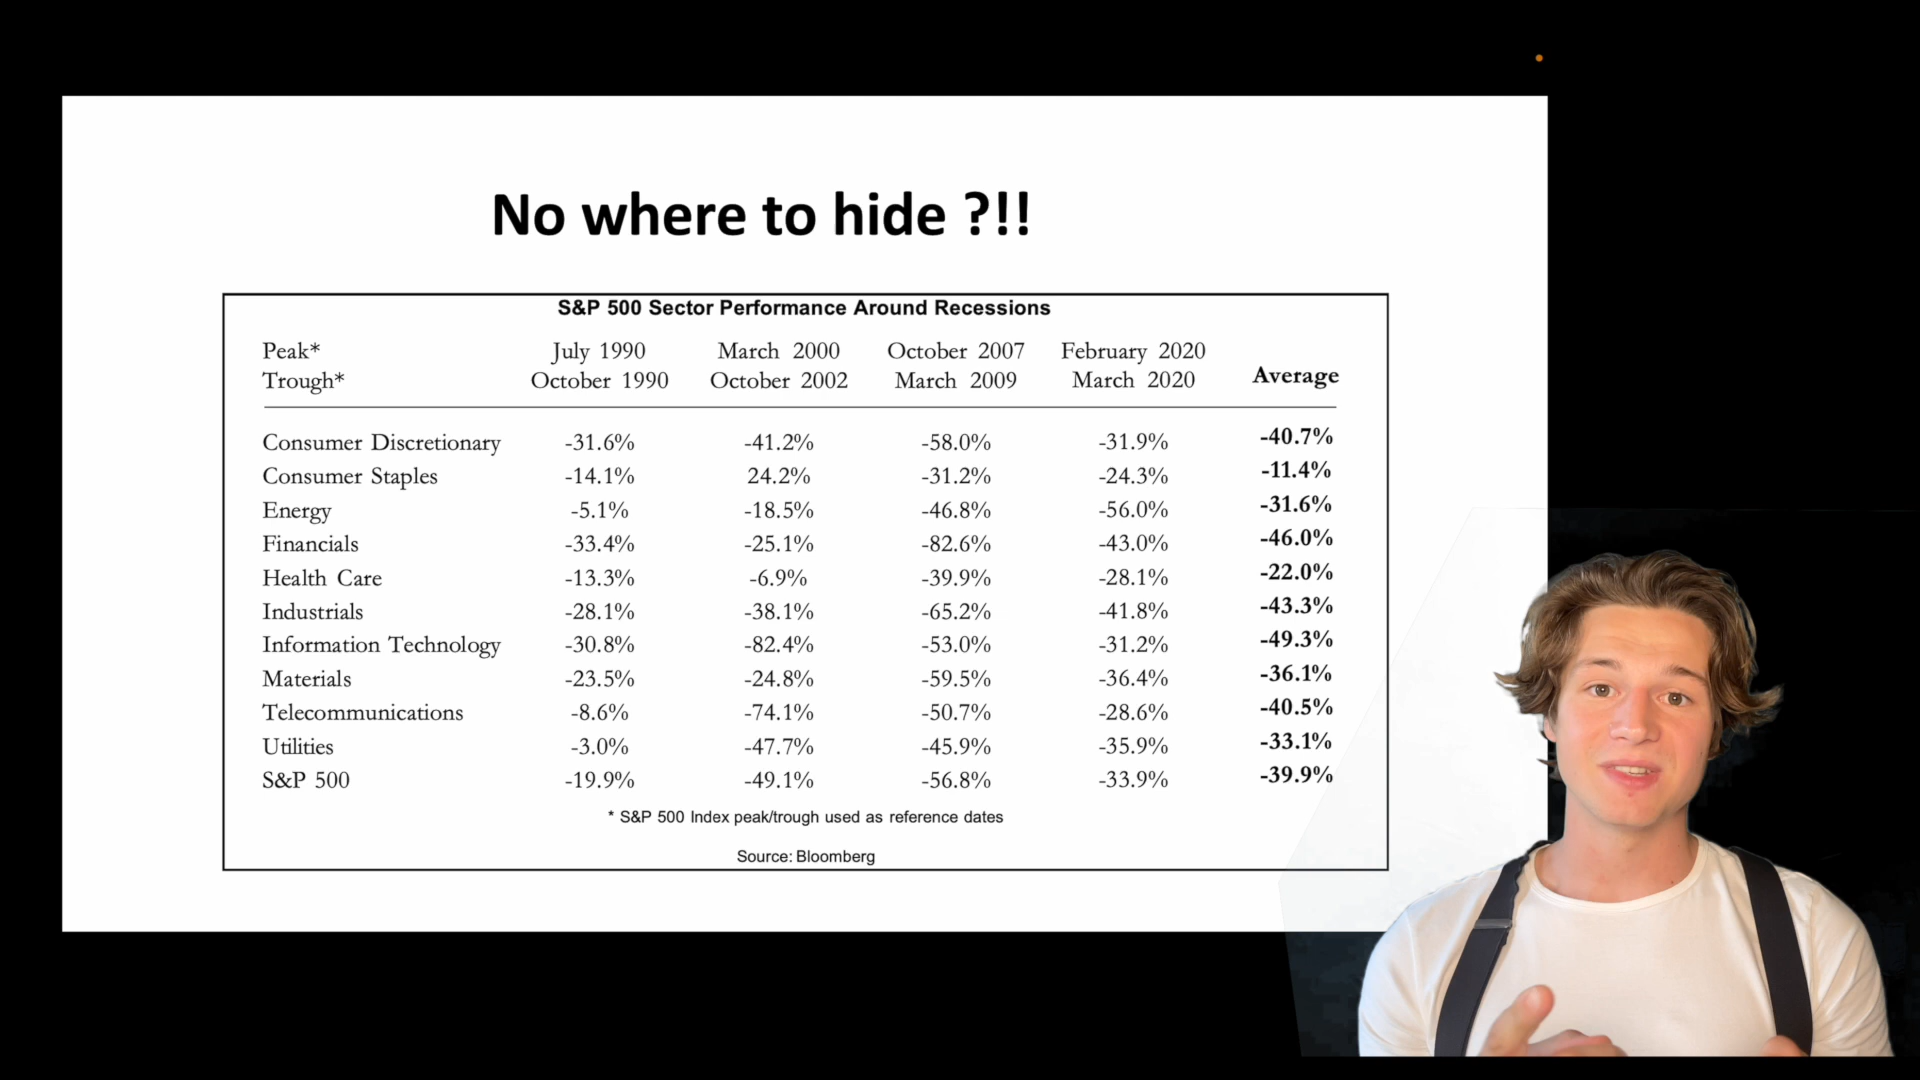 No where to hide ?!!
S&P 500 Sector Performance Around Recessions
Peak* July 1990 March 2000 October 2007 February 2020
Trough* October 1990 October 2002 March 2009 March 2020 Average
Consumer Discretionary -31.6% -41.2% -58.0% -31.9% -40.7%
Consumer Staples -14.1% 24.2% -31.2% -24.3% -11.4%
Energy -5.1% -18.5% -46.8% -56.0% -31.6%
Financials -33.4% -25.1% -82.6% -43.0% -46.0%
Health Care -13.3% -6.9% -39.9% -28.1% -22.0%
Industrials -28.1% -38.1% -65.2% -41.8% -43.3%
Information Technology -30.8% -82.4% -53.0% -31.2% -49.3%
Materials -23.5% -24.8% -59.5% -36.4% -36.1%
Telecommunications -8.6% -74.1% -50.7% -28.6% -40.5%
Utilities -3.0% -47.7% -45.9% -35.9% -33.1%
S&P 500 -19.9% -49.1% -56.8% -33.9% -39.9%
* S&P 500 Index peak/trough used as reference dates
Source: Bloomberg